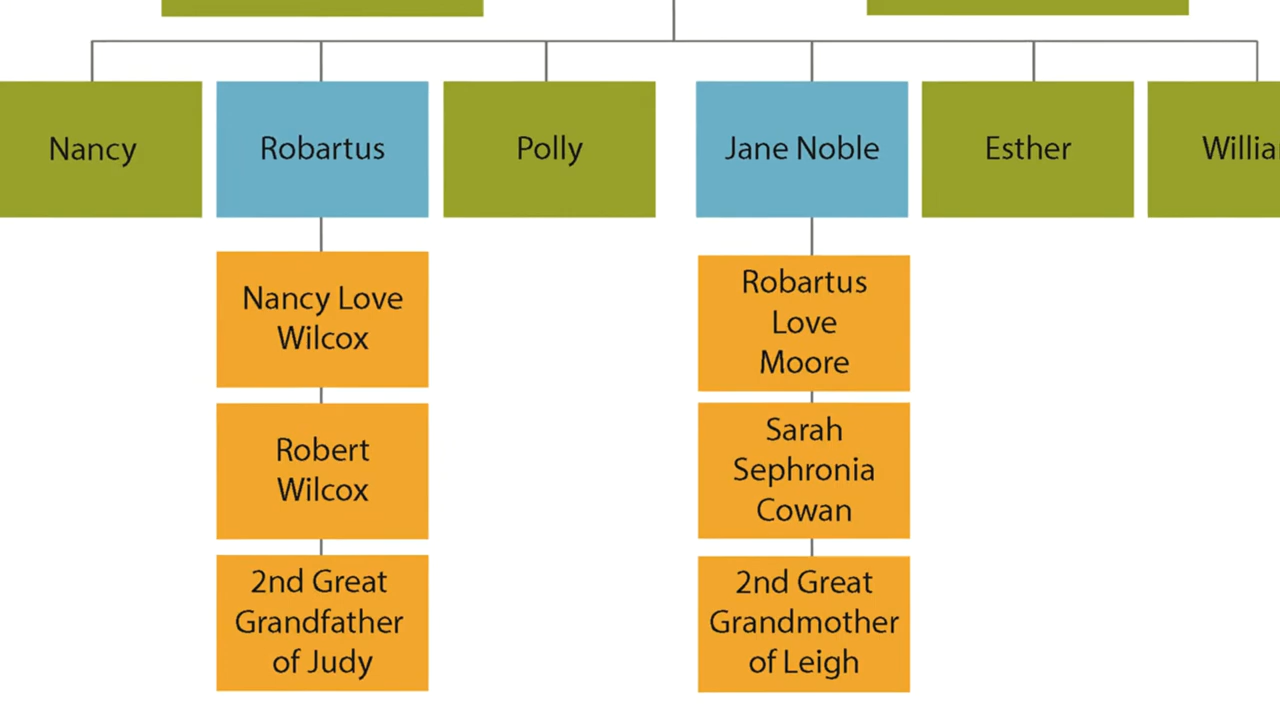 Nancy
Robartus
Polly
Jane Noble
Esther
Nancy Love
Wilcox
Robert
Wilcox
2nd Great
Grandfather
of Judy
Robartus
Love
Moore
Sarah
Sephronia
Cowan
2nd Great
Grandmother
of Leigh